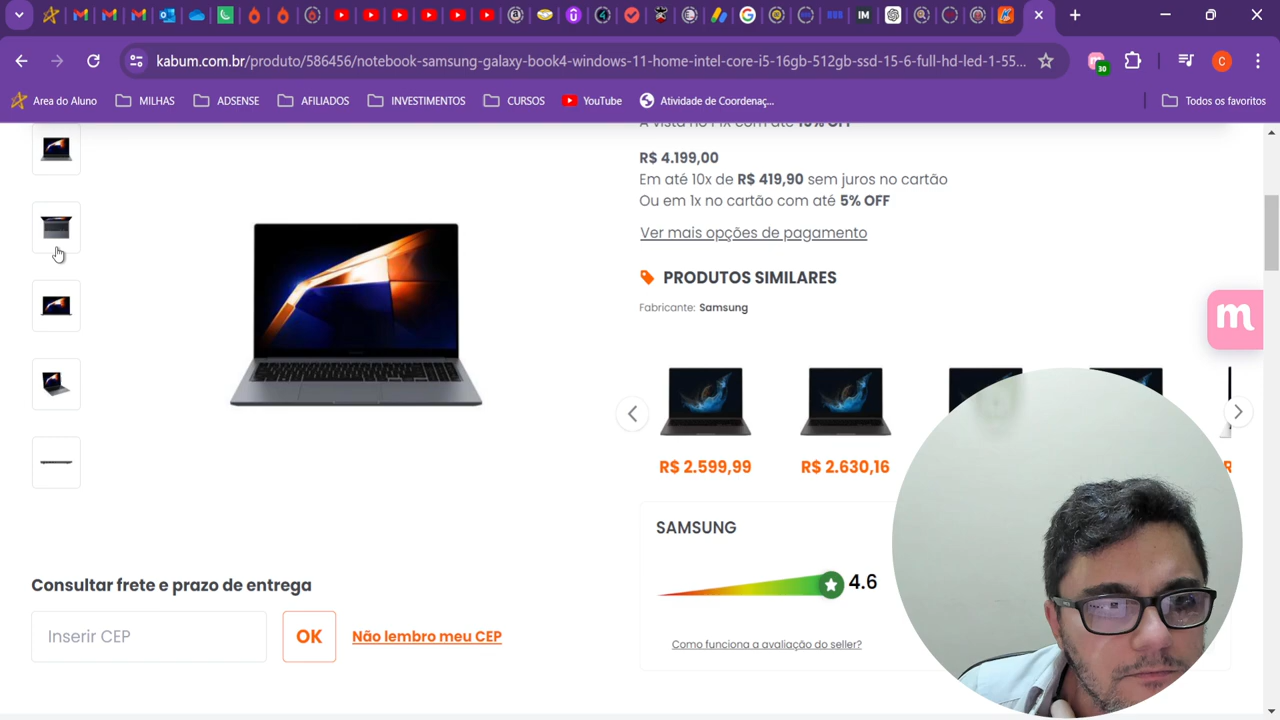 kabum.com.br/produto/586456/notebook-samsung-galaxy-book4-windows-11-home-intel-core-i5-16gb-512gb-ssd-15-6-full-hd-led-1-55...
30
C
Area do Aluno
MILHAS
ADSENSE
AFILIADOS
INVESTIMENTOS
CURSOS
YouTube
Atividade de Coordenaç...
Todos os favoritos
R$ 4.199,00
Em até 10x de R$ 419,90 sem juros no cartão
Ou em 1x no cartão com até 5% OFF
Ver mais opções de pagamento
PRODUTOS SIMILARES
Fabricante: Samsung
m
R$ 2.599,99
R$ 2.630,16
SAMSUNG
4.6
Como funciona a avaliação do seller?
Consultar frete e prazo de entrega
Inserir CEP
OK
Não lembro meu CEP